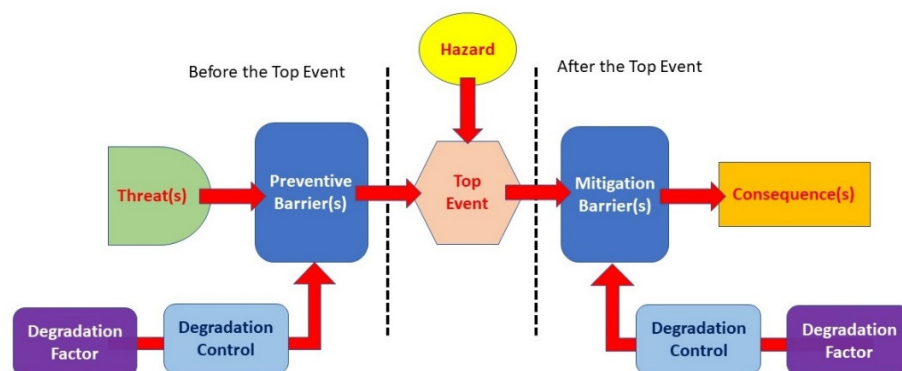 Hazard
Before the Top Event
After the Top Event
Threat(s)
Preventive
Barrier(s)
Top
Event
Mitigation
Barrier(s)
Consequence(s)
Degradation
Factor
Degradation
Control
Degradation
Control
Degradation
Factor